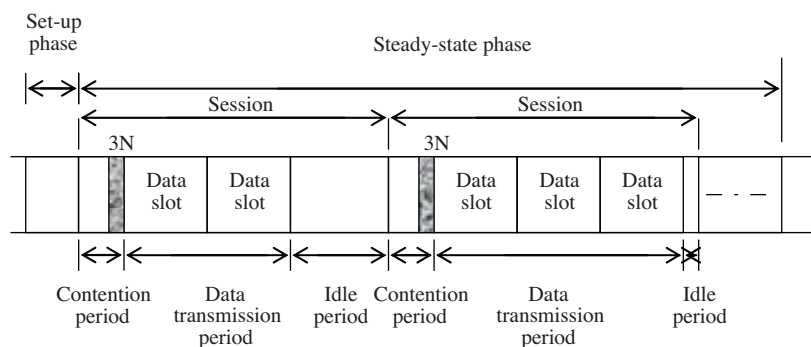 Set-up
phase
Steady-state phase
Session
Session
3N
3N
Data
slot
Data
slot
Data
slot
Data
slot
Data
slot
Contention
period
Data
transmission
period
Idle
period
Contention
period
Data
transmission
period
Idle
period